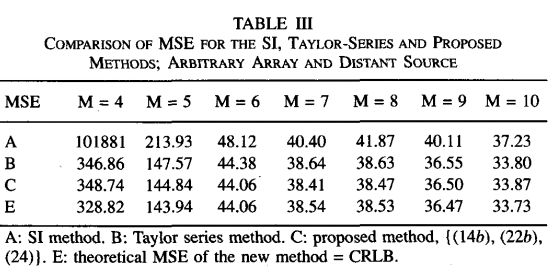 TABLE III
COMPARISON OF MSE FOR THE SI, TAYLOR-SERIES AND PROPOSED
METHODS; ARBITRARY ARRAY AND DISTANT SOURCE
MSE M = 4 M = 5 M = 6 M = 7 M = 8 M = 9 M = 10
A 101881 213.93 48.12 40.40 41.87 40.11 37.23
B 346.86 147.57 44.38 38.64 38.63 36.55 33.80
C 348.74 144.84 44.06 38.41 38.47 36.50 33.87
E 328.82 143.94 44.06 38.54 38.53 36.47 33.73
A: SI method. B: Taylor series method. C: proposed method, {(14b), (22b),
(24)}. E: theoretical MSE of the new method = CRLB.